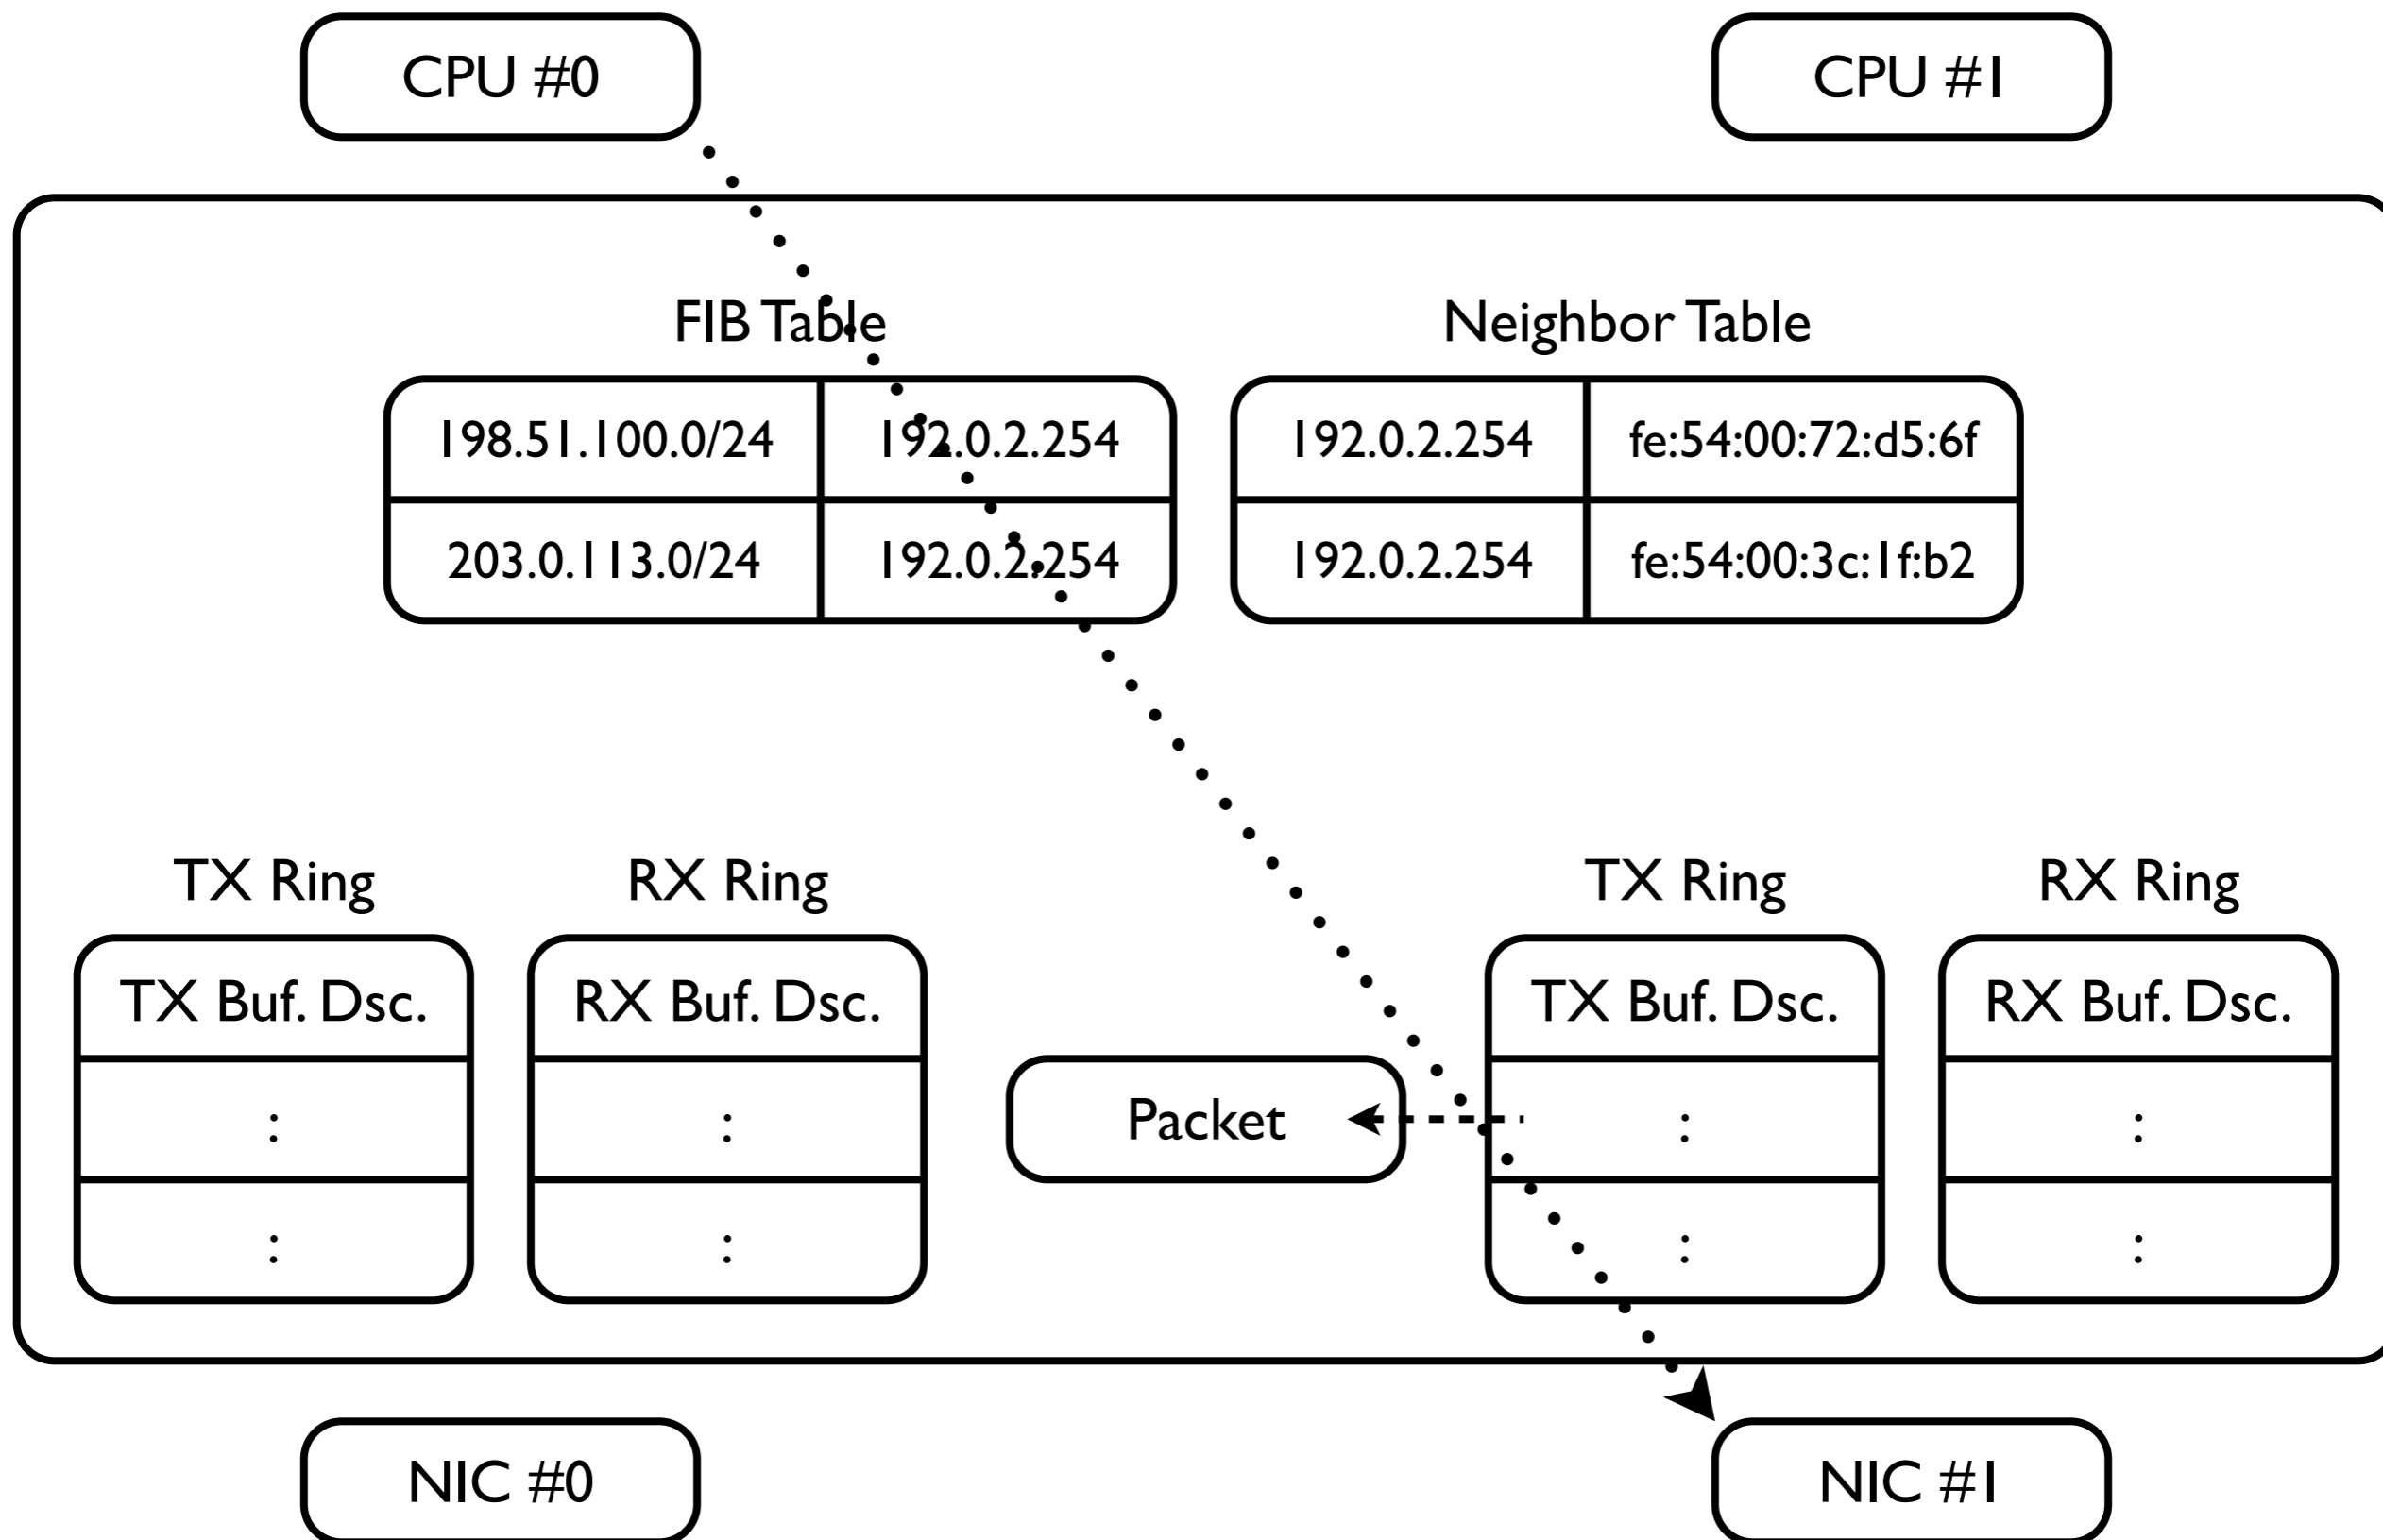 CPU #0
CPU #1
FIB Table
Neighbor Table
198.51.100.0/24 192.0.2.254
192.0.2.254 fe:54:00:72:d5:6f
203.0.113.0/24 192.0.2.254
192.0.2.254 fe:54:00:3c:1f:b2
TX Ring
RX Ring
TX Ring
RX Ring
TX Buf. Dsc.
RX Buf. Dsc.
TX Buf. Dsc.
RX Buf. Dsc.
:
:
Packet
:
:
:
:
:
:
NIC #0
NIC #1